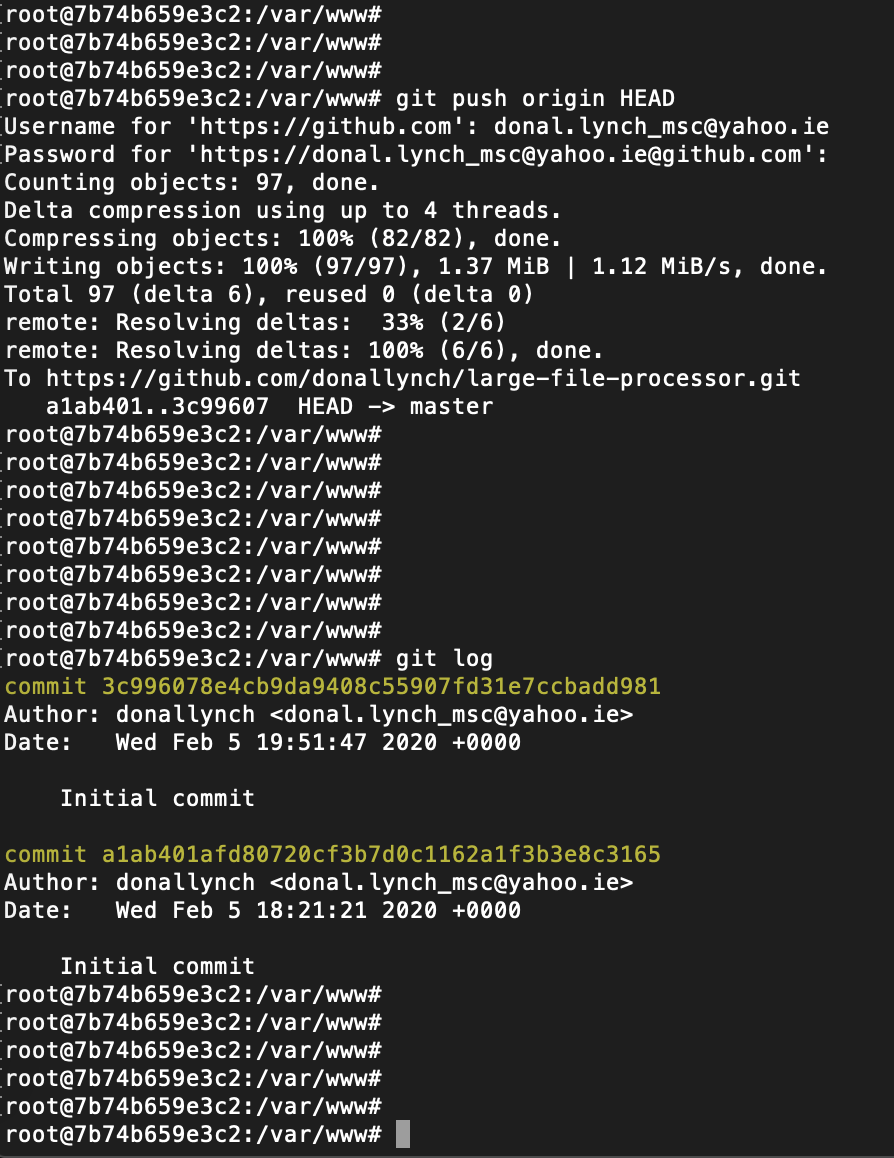 root@7b74b659e3c2:/var/www#
root@7b74b659e3c2:/var/www#
root@7b74b659e3c2:/var/www#
root@7b74b659e3c2:/var/www# git push origin HEAD
Username for 'https://github.com': donal.lynch_msc@yahoo.ie
Password for 'https://donal.lynch_msc@yahoo.ie@github.com':
Counting objects: 97, done.
Delta compression using up to 4 threads.
Compressing objects: 100% (82/82), done.
Writing objects: 100% (97/97), 1.37 MiB | 1.12 MiB/s, done.
Total 97 (delta 6), reused 0 (delta 0)
remote: Resolving deltas:  33% (2/6)
remote: Resolving deltas: 100% (6/6), done.
To https://github.com/donallynch/large-file-processor.git
   a1ab401..3c99607  HEAD -> master
root@7b74b659e3c2:/var/www#
root@7b74b659e3c2:/var/www#
root@7b74b659e3c2:/var/www#
root@7b74b659e3c2:/var/www#
root@7b74b659e3c2:/var/www#
root@7b74b659e3c2:/var/www#
root@7b74b659e3c2:/var/www#
root@7b74b659e3c2:/var/www#
root@7b74b659e3c2:/var/www# git log
commit 3c996078e4cb9da9408c55907fd31e7ccbadd981
Author: donallynch <donal.lynch_msc@yahoo.ie>
Date:   Wed Feb 5 19:51:47 2020 +0000
    Initial commit
commit a1ab401afd80720cf3b7d0c1162a1f3b3e8c3165
Author: donallynch <donal.lynch_msc@yahoo.ie>
Date:   Wed Feb 5 18:21:21 2020 +0000
    Initial commit
root@7b74b659e3c2:/var/www#
root@7b74b659e3c2:/var/www#
root@7b74b659e3c2:/var/www#
root@7b74b659e3c2:/var/www#
root@7b74b659e3c2:/var/www#
root@7b74b659e3c2:/var/www#